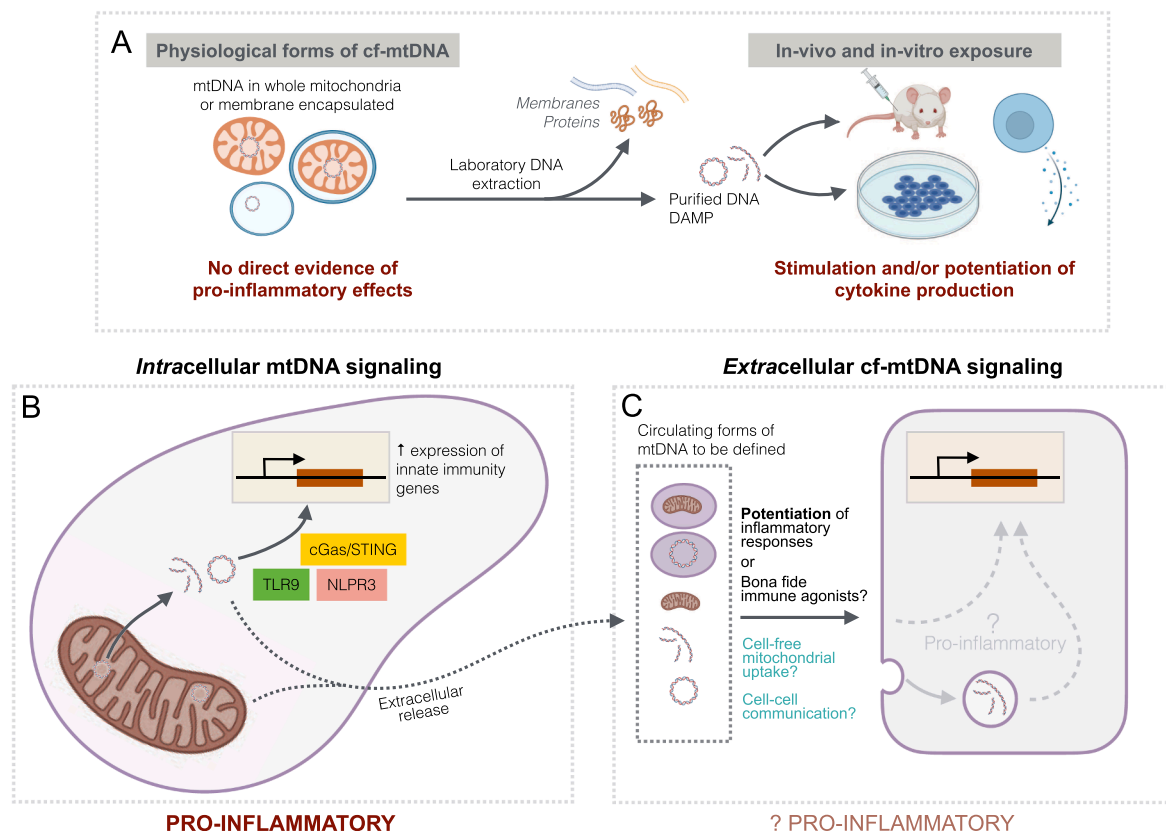 A
Physiological forms of cf-mtDNA
In-vivo and in-vitro exposure
mtDNA in whole mitochondria
or membrane encapsulated
Membranes
Proteins
Laboratory DNA
extraction
Purified DNA
DAMP
No direct evidence of
pro-inflammatory effects
Stimulation and/or potentiation of
cytokine production
Intracellular mtDNA signaling
B
↑ expression of
innate immunity
genes
cGas/STING
TLR9
NLPR3
Extracellular
release
PRO-INFLAMMATORY
Extracellular cf-mtDNA signaling
C
Circulating forms of
mtDNA to be defined
Potentiation of
inflammatory
responses
or
Bona fide
immune agonists?
Cell-free
mitochondrial
uptake?
Cell-cell
communication?
?
Pro-inflammatory
? PRO-INFLAMMATORY